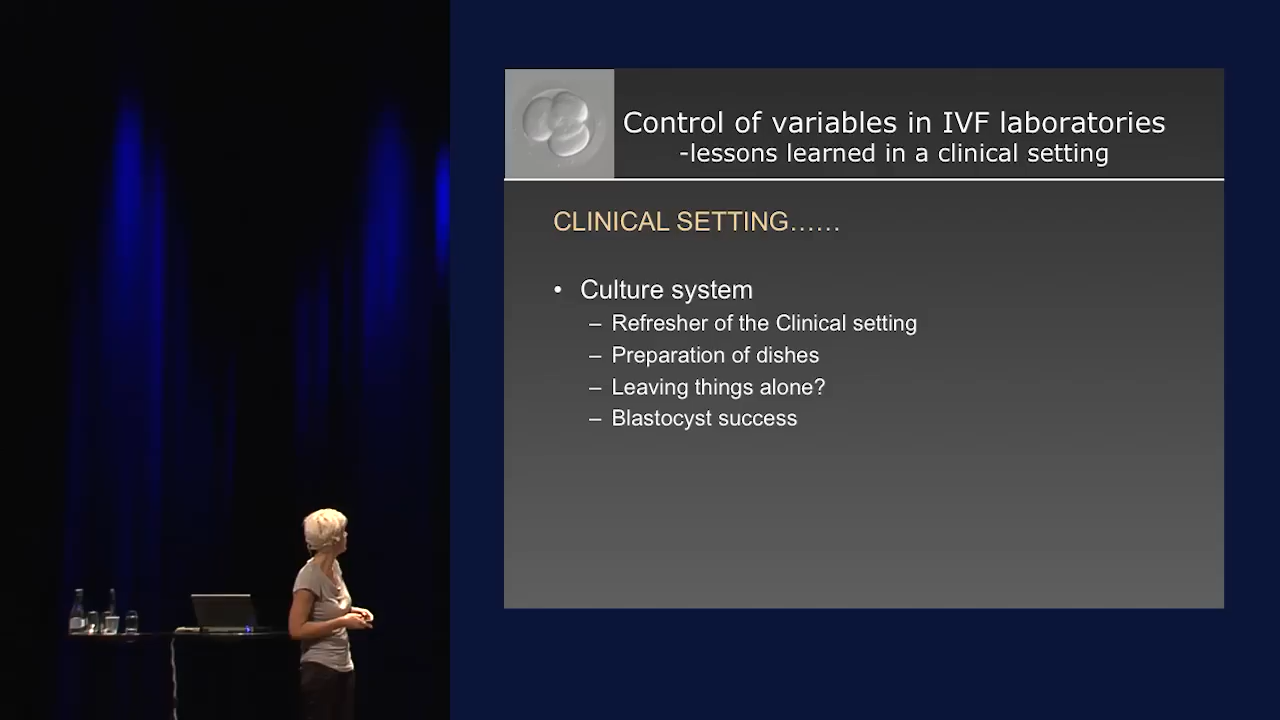 Control of variables in IVF laboratories
-lessons learned in a clinical setting
CLINICAL SETTING……
• Culture system
– Refresher of the Clinical setting
– Preparation of dishes
– Leaving things alone?
– Blastocyst success